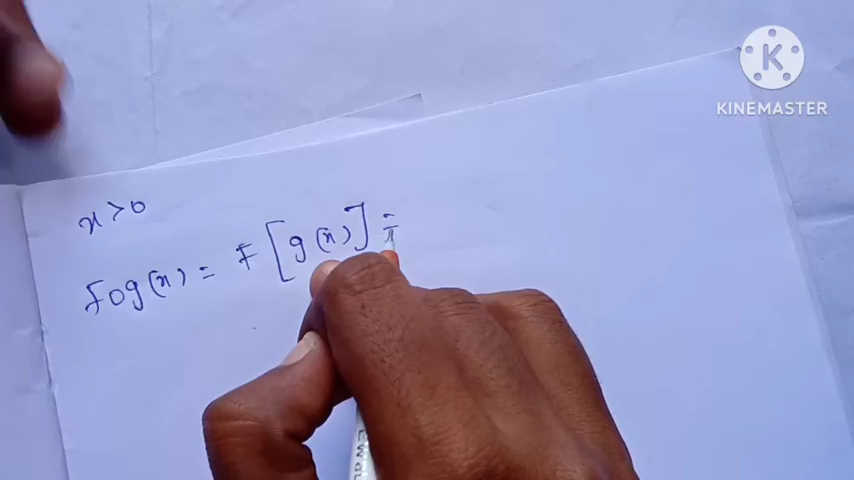 K
KINEMASTER
x>0
fog(x) = F[g(x)] =